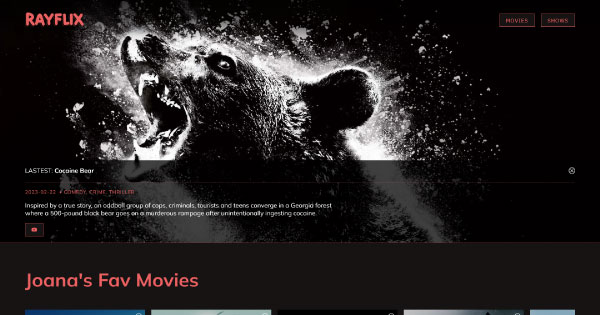 RAYFLIX
MOVIES
SHOWS
LASTEST: Cocaine Bear
2023-02-22 • COMEDY, CRIME, THRILLER
Inspired by a true story, an oddball group of cops, criminals, tourists and teens converge in a Georgia forest
where a 500-pound black bear goes on a murderous rampage after unintentionally ingesting cocaine.
Joana's Fav Movies